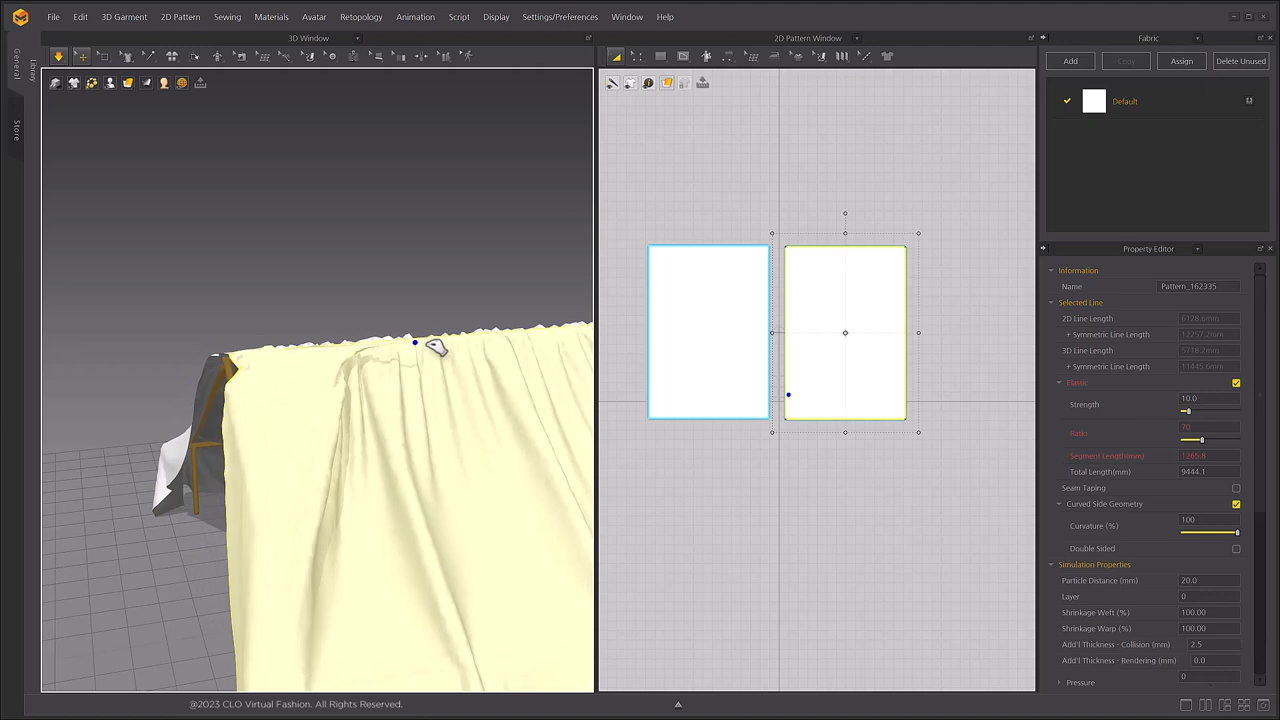 File Edit 3D Garment 2D Pattern Sewing Materials Avatar Retopology Animation Script Display Settings/Preferences Window Help
3D Window
2D Pattern Window
Fabric
General
Library
Store
Add Copy Assign Delete Unused
Default
Property Editor
Information
Name Pattern_162335
Selected Line
2D Line Length 6128.6mm
+ Symmetric Line Length 12257.2mm
3D Line Length 5718.2mm
+ Symmetric Line Length 11445.6mm
Elastic
Strength 10.0
Ratio 70
Segment Length(mm) 1265.8
Total Length(mm) 9444.1
Seam Taping
Curved Side Geometry
Curvature (%) 100
Double Sided
Simulation Properties
Particle Distance (mm) 20.0
Layer 0
Shrinkage Weft (%) 100.00
Shrinkage Warp (%) 100.00
Add'l Thickness - Collision (mm) 2.5
Add'l Thickness - Rendering (mm) 0.0
Pressure 0
@2023 CLO Virtual Fashion. All Rights Reserved.